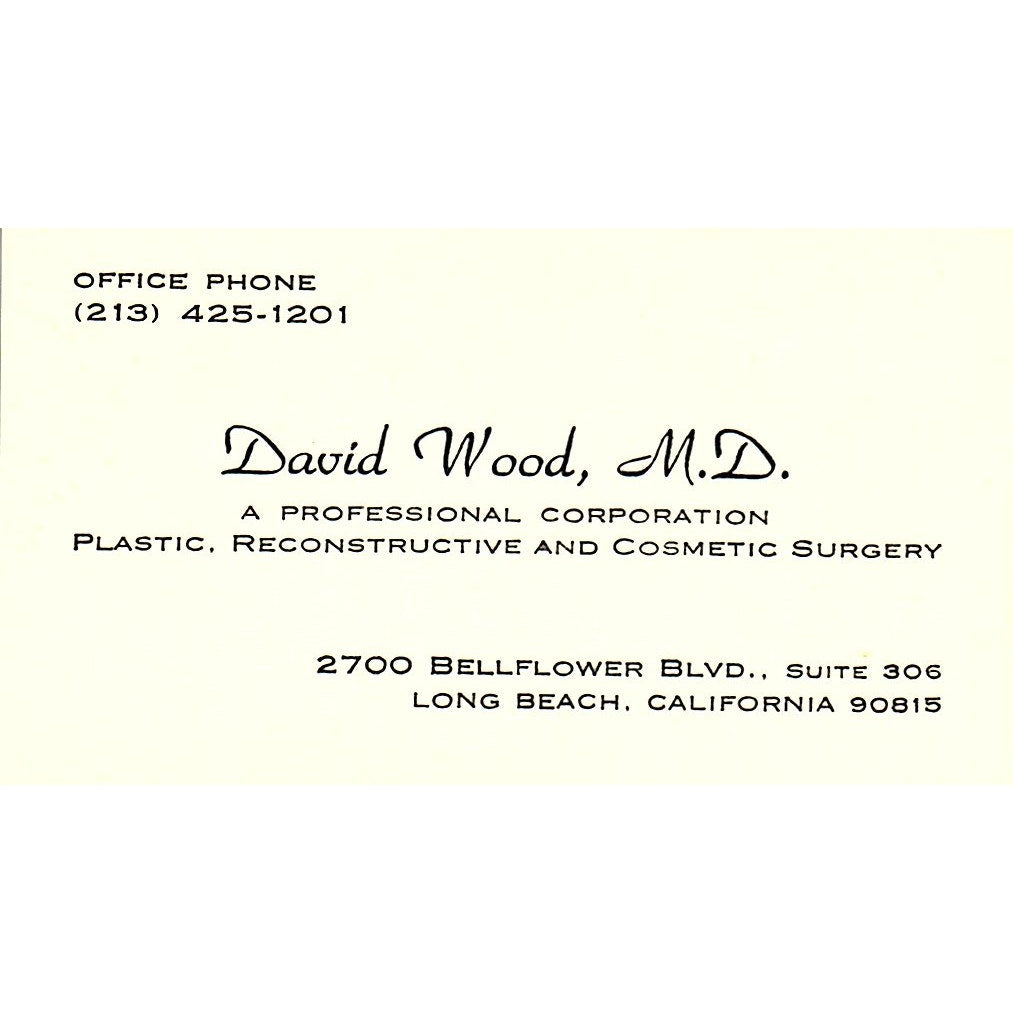 OFFICE PHONE
(213) 425-1201
David Wood, M.D.
A PROFESSIONAL CORPORATION
PLASTIC, RECONSTRUCTIVE AND COSMETIC SURGERY
2700 BELLFLOWER BLVD., SUITE 306
LONG BEACH, CALIFORNIA 90815